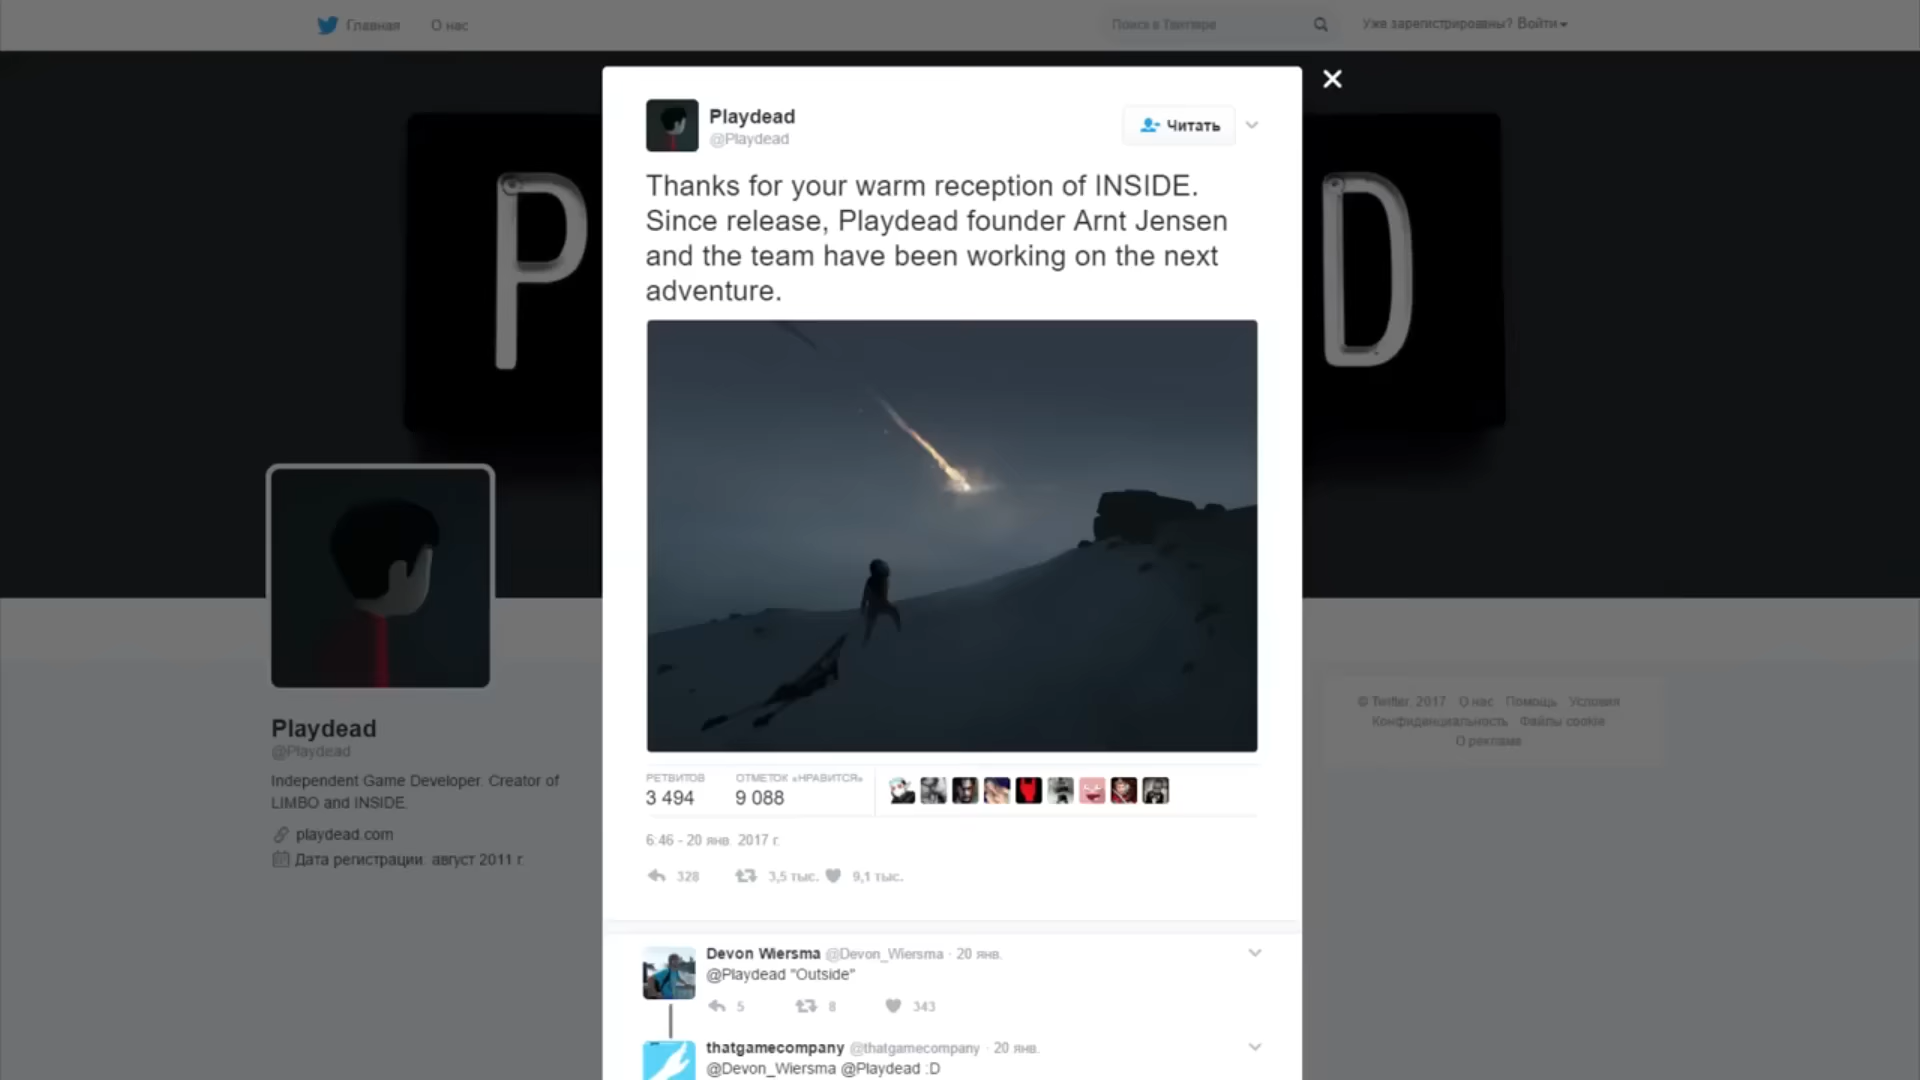 Главная О нас
Поиск в Твиттере
Уже зарегистрированы? Войти
P D
Playdead
@Playdead
Читать
Thanks for your warm reception of INSIDE.
Since release, Playdead founder Arnt Jensen
and the team have been working on the next
adventure.
РЕТВИТОВ ОТМЕТОК «НРАВИТСЯ»
3 494 9 088
6:46 - 20 янв. 2017 г.
328 3,5 тыс. 9,1 тыс.
Devon Wiersma @Devon_Wiersma · 20 янв.
@Playdead "Outside"
5 8 343
thatgamecompany @thatgamecompany · 20 янв.
@Devon_Wiersma @Playdead :D
Playdead
@Playdead
Independent Game Developer. Creator of
LIMBO and INSIDE.
playdead.com
Дата регистрации: август 2011 г.
© Twitter, 2017 О нас Помощь Условия
Конфиденциальность Файлы cookie
О рекламе